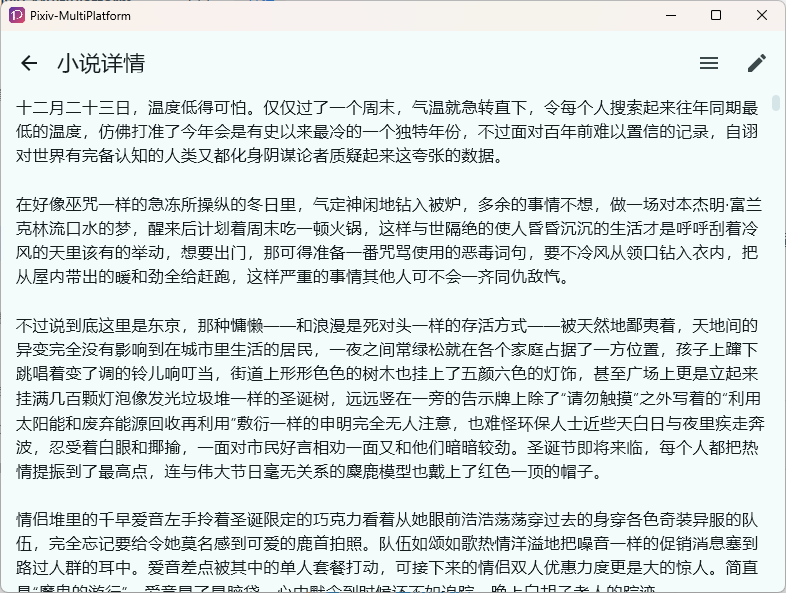 Pixiv-MultiPlatform
小说详情
十二月二十三日，温度低得可怕。仅仅过了一个周末，气温就急转直下，令每个人搜索起来往年同期最
低的温度，仿佛打准了今年会是有史以来最冷的一个独特年份，不过面对百年前难以置信的记录，自诩
对世界有完备认知的人类又都化身阴谋论者质疑起来这夸张的数据。
在好像巫咒一样的急冻所操纵的冬日里，气定神闲地钻入被炉，多余的事情不想，做一场对本杰明·富兰
克林流口水的梦，醒来后计划着周末吃一顿火锅，这样与世隔绝的使人昏昏沉沉的生活才是呼呼刮着冷
风的天里该有的举动，想要出门，那可得准备一番咒骂使用的恶毒词句，要不冷风从领口钻入衣内，把
从屋内带出的暖和劲全给赶跑，这样严重的事情其他人可不会一齐同仇敌忾。
不过说到底这里是东京，那种慵懒——和浪漫是死对头一样的存活方式——被天然地鄙夷着，天地间的
异变完全没有影响到在城市里生活的居民，一夜之间常绿松就在各个家庭占据了一方位置，孩子上蹿下
跳唱着变了调的铃儿响叮当，街道上形形色色的树木也挂上了五颜六色的灯饰，甚至广场上更是立起来
挂满几百颗灯泡像发光垃圾堆一样的圣诞树，远远竖在一旁的告示牌上除了“请勿触摸”之外写着的“利用
太阳能和废弃能源回收再利用”敷衍一样的申明完全无人注意，也难怪环保人士近些天白日与夜里疾走奔
波，忍受着白眼和揶揄，一面对市民好言相劝一面又和他们暗暗较劲。圣诞节即将来临，每个人都把热
情提振到了最高点，连与伟大节日毫无关系的麋鹿模型也戴上了红色一顶的帽子。
情侣堆里的千早爱音左手拎着圣诞限定的巧克力看着从她眼前浩浩荡荡穿过去的身穿各色奇装异服的队
伍，完全忘记要给令她莫名感到可爱的鹿首拍照。队伍如颂如歌热情洋溢地把噪音一样的促销消息塞到
路过人群的耳中。爱音差点被其中的单人套餐打动，可接下来的情侣双人优惠力度更是大的惊人。简直